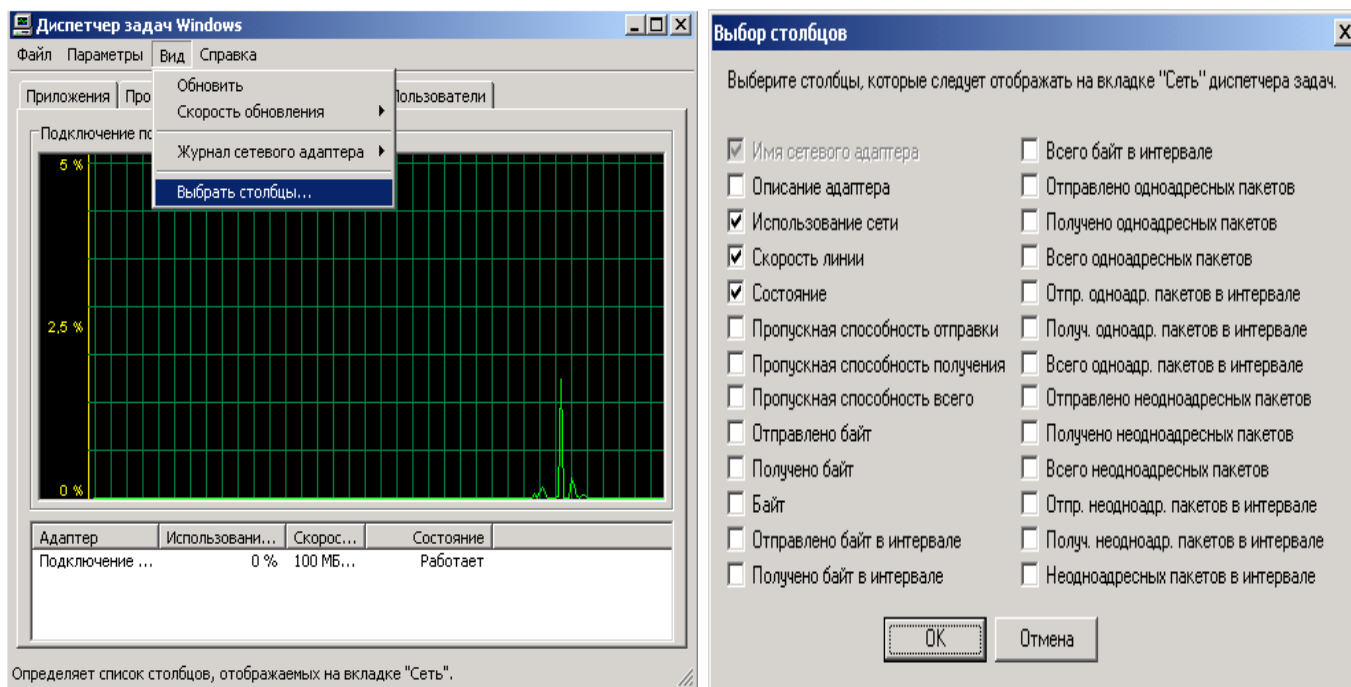 Диспетчер задач Windows
Файл Параметры Вид Справка
Приложения Про Пользователи
Обновить
Скорость обновления
Журнал сетевого адаптера
Выбрать столбцы...
Подключение по
5 %
2,5 %
0 %
Адаптер Использовани... Скорос... Состояние
Подключение ... 0 % 100 МБ... Работает
Определяет список столбцов, отображаемых на вкладке "Сеть".
Выбор столбцов
Выберите столбцы, которые следует отображать на вкладке "Сеть" диспетчера задач.
Имя сетевого адаптера
Описание адаптера
Использование сети
Скорость линии
Состояние
Пропускная способность отправки
Пропускная способность получения
Пропускная способность всего
Отправлено байт
Получено байт
Байт
Отправлено байт в интервале
Получено байт в интервале
Всего байт в интервале
Отправлено одноадресных пакетов
Получено одноадресных пакетов
Всего одноадресных пакетов
Отпр. одноадр. пакетов в интервале
Получ. одноадр. пакетов в интервале
Всего одноадр. пакетов в интервале
Отправлено неодноадресных пакетов
Получено неодноадресных пакетов
Всего неодноадресных пакетов
Отпр. неодноадр. пакетов в интервале
Получ. неодноадр. пакетов в интервале
Неодноадресных пакетов в интервале
OK Отмена